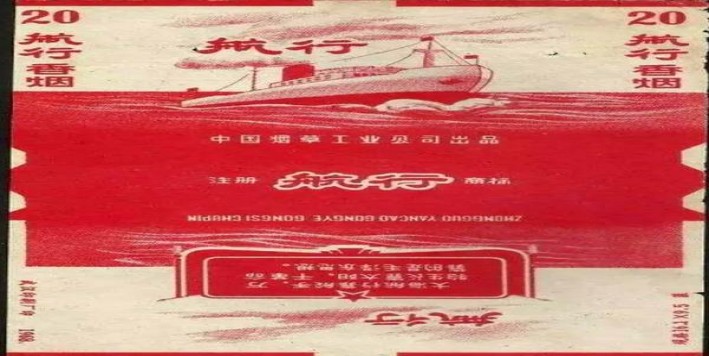 20
航行
香烟
航行
20
航行
香烟
中国烟草工业公司出品
注册 航行 商标
ZHONGGUO YANCAO GONGYE GONGSI CHUPIN
大海航行靠舵手，万
物生长靠太阳，干革命
靠的是毛泽东思想。
航行